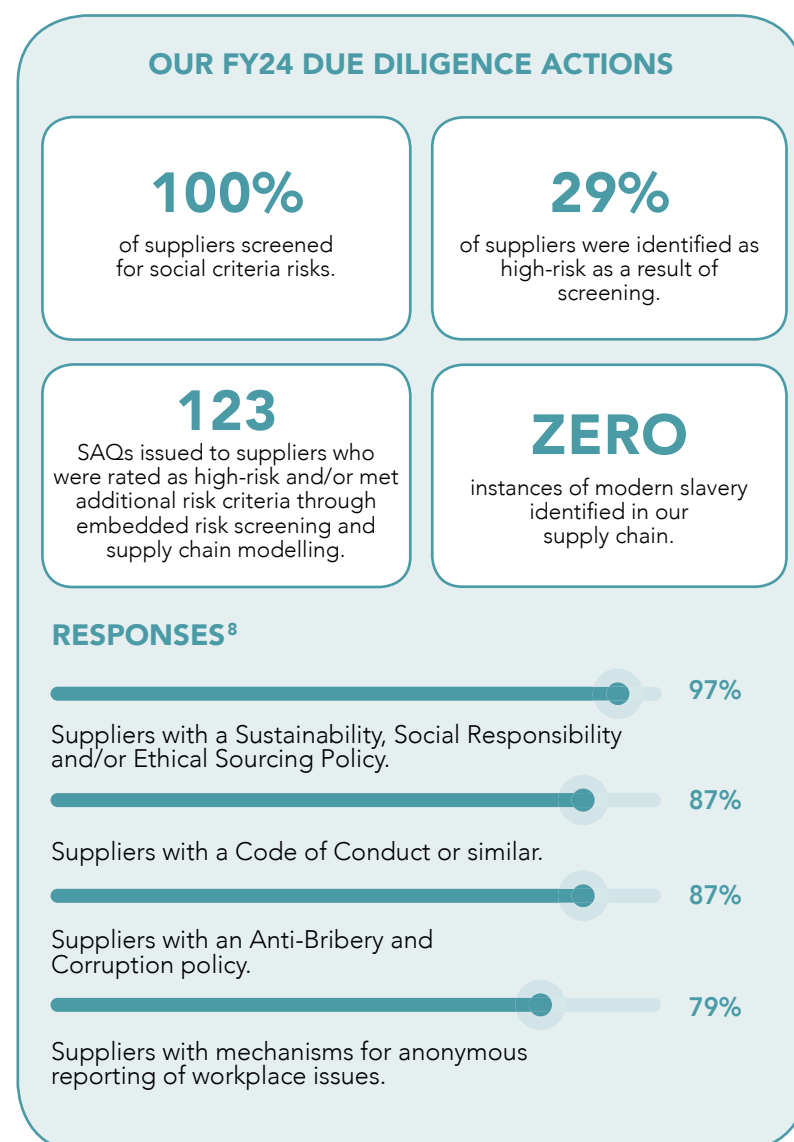 OUR FY24 DUE DILIGENCE ACTIONS
100%
of suppliers screened
for social criteria risks.
29%
of suppliers were identified as
high-risk as a result of
screening.
123
SAQs issued to suppliers who
were rated as high-risk and/or met
additional risk criteria through
embedded risk screening and
supply chain modelling.
ZERO
instances of modern slavery
identified in our
supply chain.
RESPONSES⁸
97%
Suppliers with a Sustainability, Social Responsibility
and/or Ethical Sourcing Policy.
87%
Suppliers with a Code of Conduct or similar.
87%
Suppliers with an Anti-Bribery and
Corruption policy.
79%
Suppliers with mechanisms for anonymous
reporting of workplace issues.